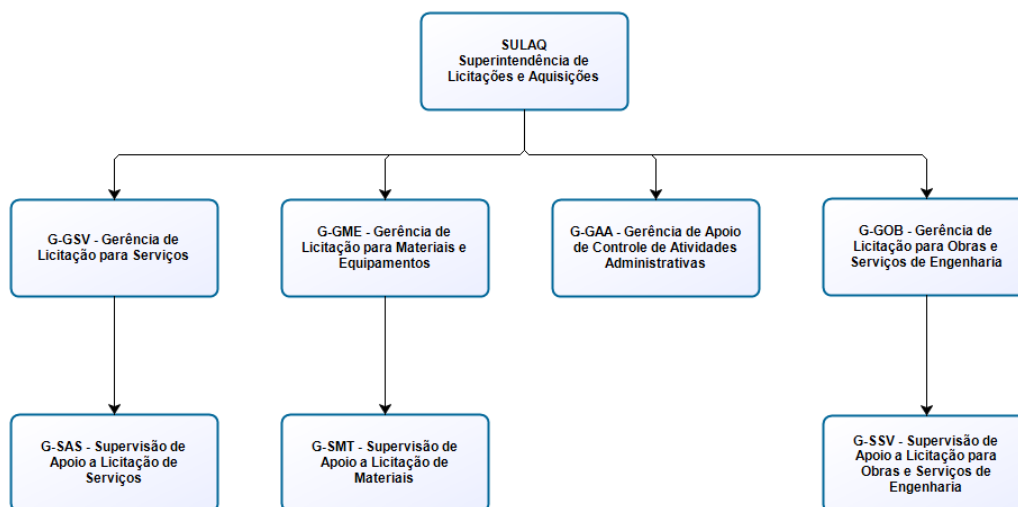 SULAQ
Superintendência de
Licitações e Aquisições
G-GSV - Gerência de
Licitação para Serviços
G-GME - Gerência de
Licitação para Materiais e
Equipamentos
G-GAA - Gerência de Apoio
de Controle de Atividades
Administrativas
G-GOB - Gerência de
Licitação para Obras e
Serviços de Engenharia
G-SAS - Supervisão de
Apoio a Licitação de
Serviços
G-SMT - Supervisão de
Apoio a Licitação de
Materiais
G-SSV - Supervisão de
Apoio a Licitação para
Obras e Serviços de
Engenharia